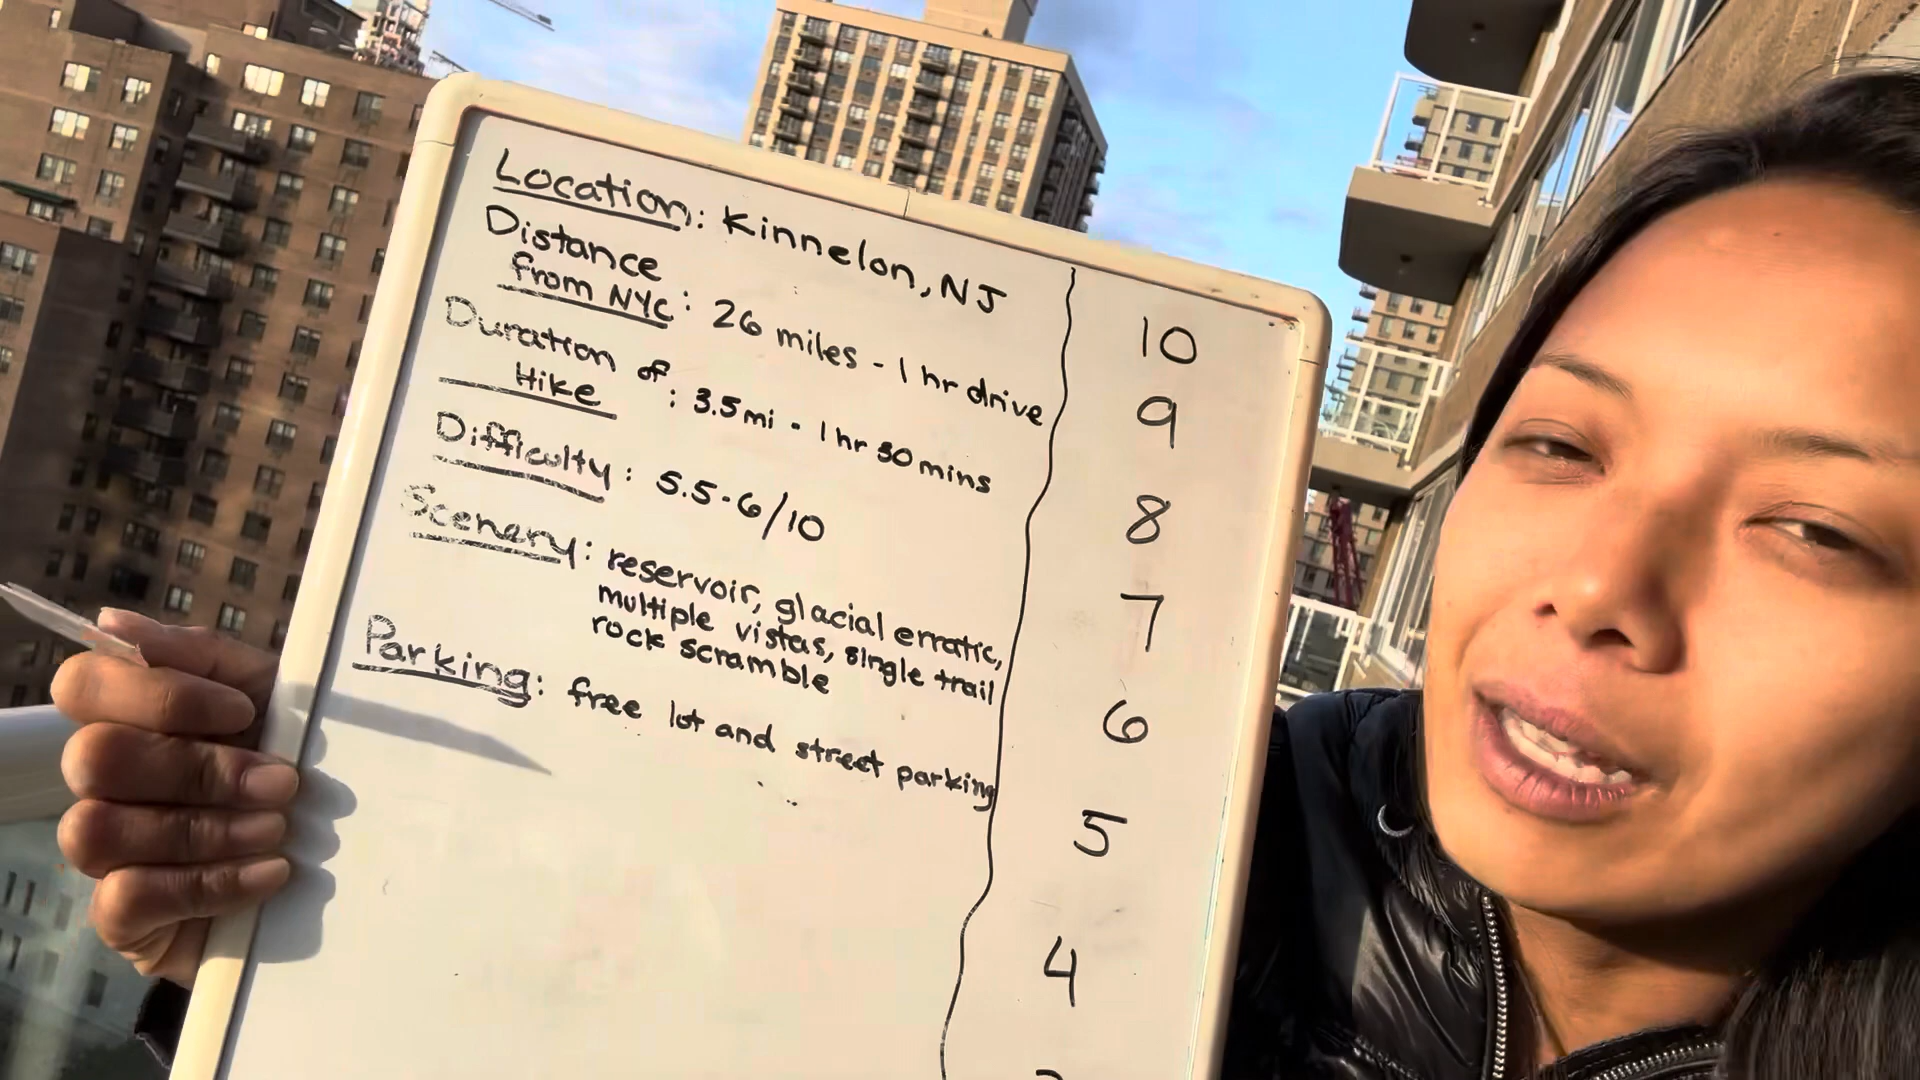 Location: Kinnelon, NJ
Distance
from NYC: 26 miles - 1 hr drive
Duration of
Hike : 3.5mi - 1 hr 30 mins
Difficulty: 5.5-6/10
Scenery: reservoir, glacial erratic,
multiple vistas, single trail
rock scramble
Parking: free lot and street parking
10
9
8
7
6
5
4